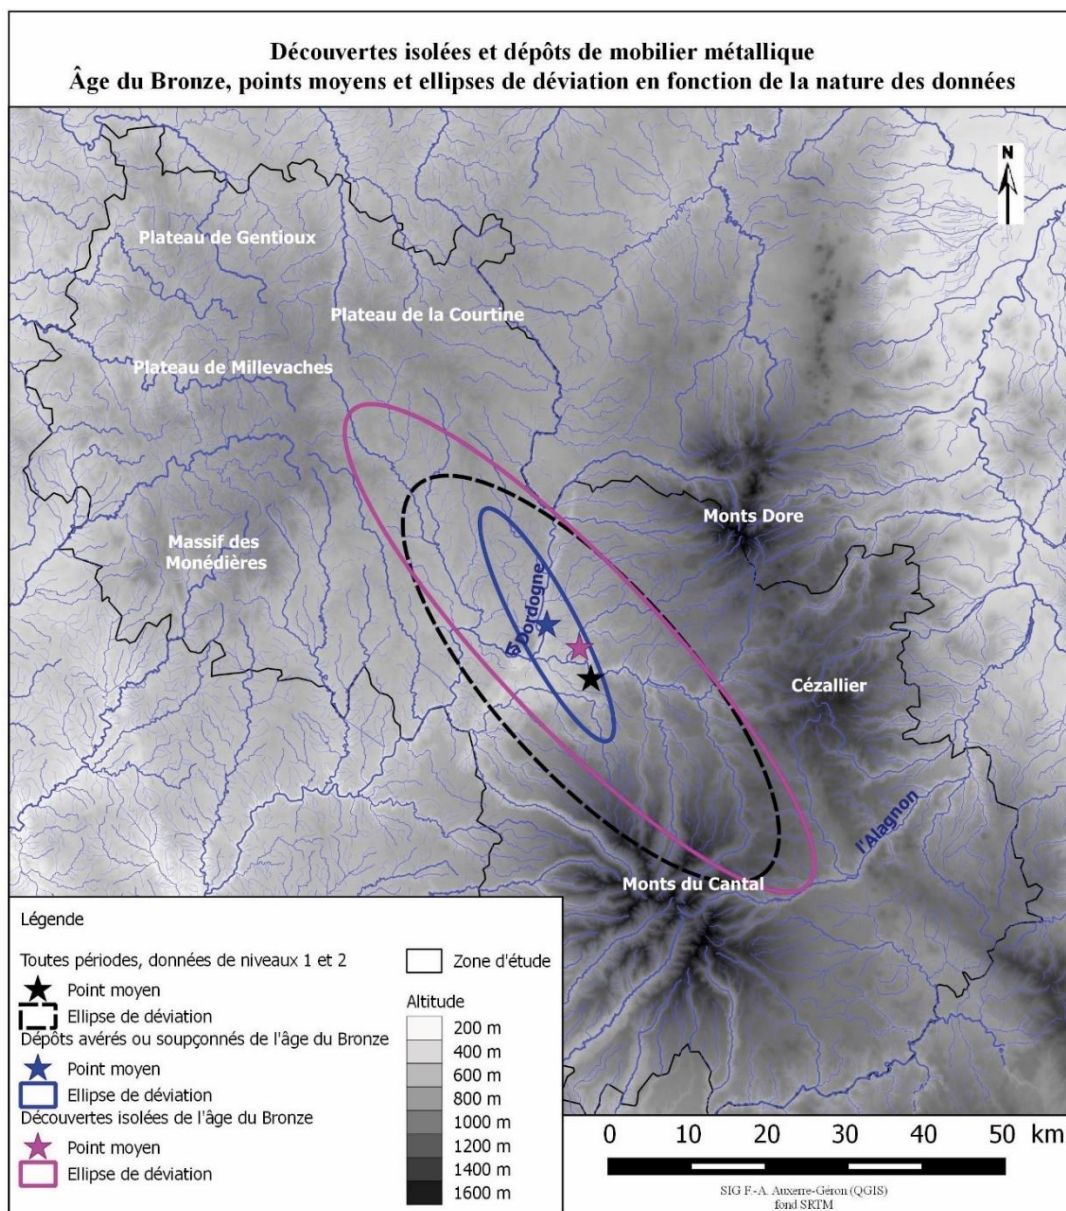 Découvertes isolées et dépôts de mobilier métallique
Âge du Bronze, points moyens et ellipses de déviation en fonction de la nature des données
N
Plateau de Gentioux
Plateau de la Courtine
Plateau de Millevaches
Monts Dore
Massif des
Monédières
la Dordogne
Cézallier
l'Alagnon
Monts du Cantal
Légende
Toutes périodes, données de niveaux 1 et 2
Point moyen
Ellipse de déviation
Dépôts avérés ou soupçonnés de l'âge du Bronze
Point moyen
Ellipse de déviation
Découvertes isolées de l'âge du Bronze
Point moyen
Ellipse de déviation
Zone d'étude
Altitude
200 m
400 m
600 m
800 m
1000 m
1200 m
1400 m
1600 m
0 10 20 30 40 50 km
SIG F.-A. Auxerre-Géron (QGIS)
fond SRTM